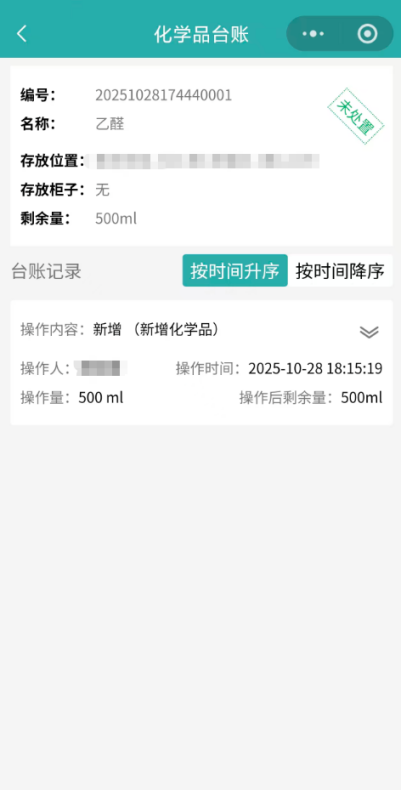 化学品台账
编号： 20251028174440001
名称： 乙醛
未处置
存放位置：
存放柜子： 无
剩余量： 500ml
台账记录 按时间升序 按时间降序
操作内容： 新增 （新增化学品）
操作人： 操作时间： 2025-10-28 18:15:19
操作量： 500 ml 操作后剩余量： 500ml